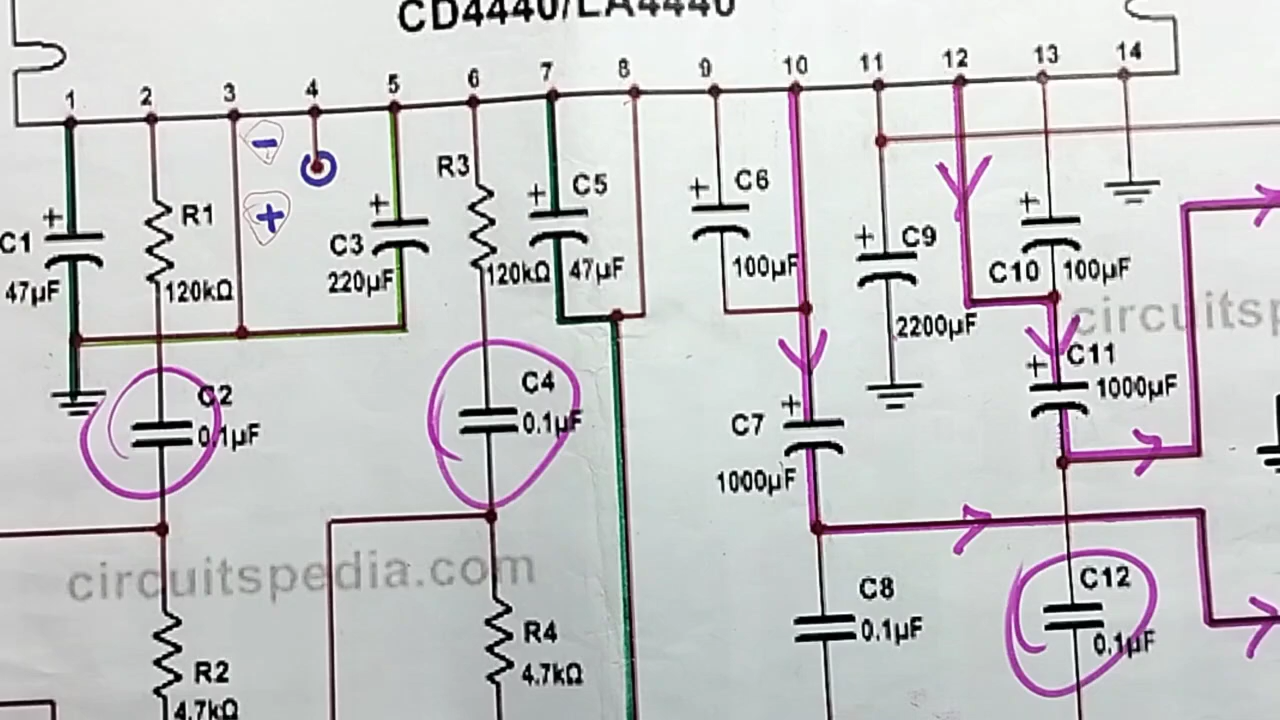 CD4440/LA4440
1 2 3 4 5 6 7 8 9 10 11 12 13 14
R3
+ C5
+ C6
+ R1
+ C3
+ C9
+
C1
47μF
120kΩ
220μF
120kΩ
47μF
100μF
C10 100μF
2200μF
circuitsp
C2
0.1μF
C4
0.1μF
+ C11
1000μF
C7 +
1000μF
circuitspedia.com
C8
0.1μF
C12
0.1μF
R2
4.7kΩ
R4
4.7kΩ